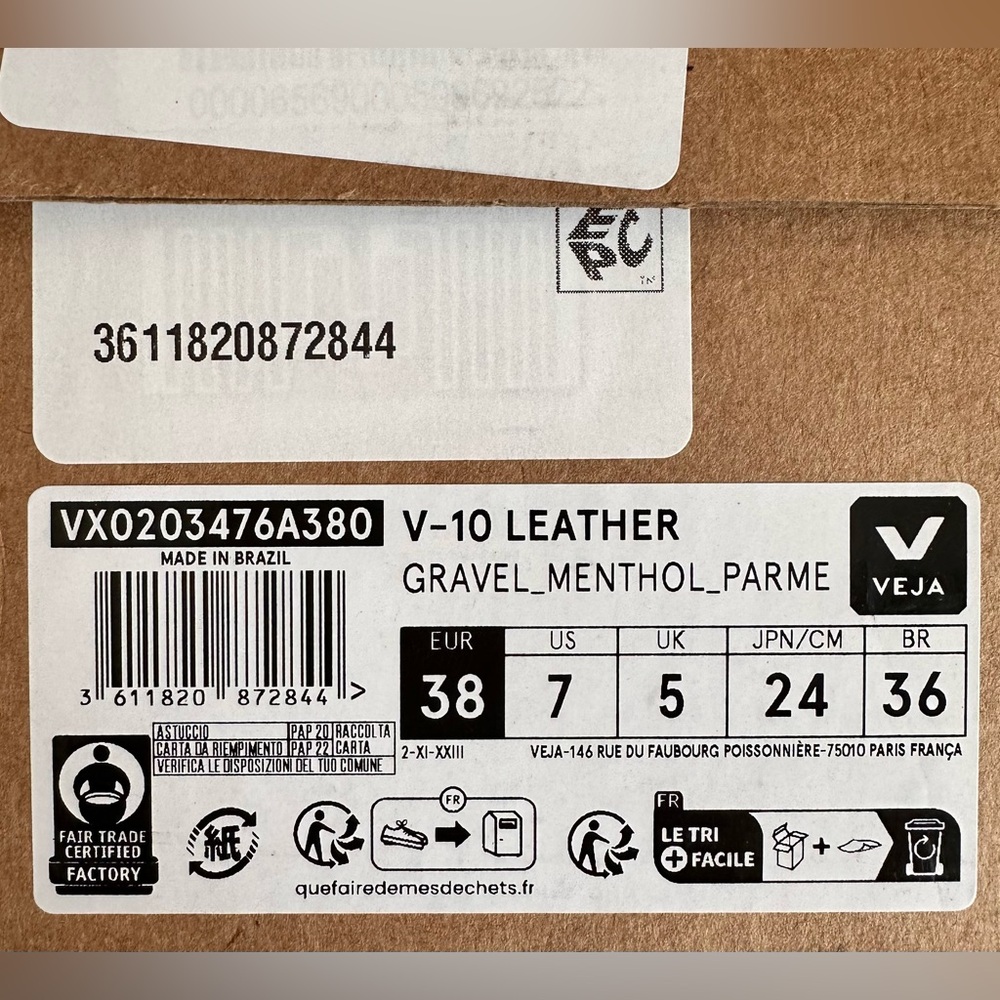 EPC
IN
3611820872844
VX0203476A380
MADE IN BRAZIL
3 611820 872844 >
V-10 LEATHER
GRAVEL_MENTHOL_PARME
VEJA
EUR US UK JPN/CM BR
38 7 5 24 36
2-XI-XXIII VEJA-146 RUE DU FAUBOURG POISSONNIÈRE-75010 PARIS FRANÇA
ASTUCCIO PAP 20 RACCOLTA
CARTA DA RIEMPIMENTO PAP 22 CARTA
VERIFICA LE DISPOSIZIONI DEL TUO COMUNE
FAIR TRADE
CERTIFIED
FACTORY
紙
FR
quefairedemesdechets.fr
FR
LE TRI
+ FACILE
+